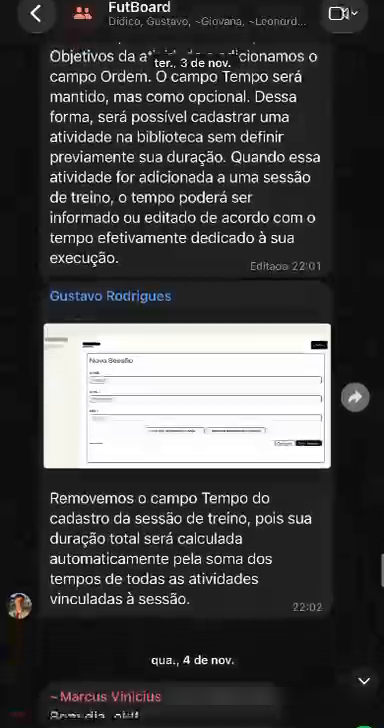 FutBoard
Didico, Gustavo, ~Giovana, ~Leonard...
ter., 3 de nov.
Objetivos da adicionamos o
campo Ordem. O campo Tempo será
mantido, mas como opcional. Dessa
forma, será possível cadastrar uma
atividade na biblioteca sem definir
previamente sua duração. Quando essa
atividade for adicionada a uma sessão
de treino, o tempo poderá ser
informado ou editado de acordo com o
tempo efetivamente dedicado à sua
execução.
Editada 22:01
Gustavo Rodrigues
Nova Sessão
Removemos o campo Tempo do
cadastro da sessão de treino, pois sua
duração total será calculada
automaticamente pela soma dos
tempos de todas as atividades
vinculadas à sessão.
22:02
qua., 4 de nov.
~Marcus Vinicius
Bom dia,